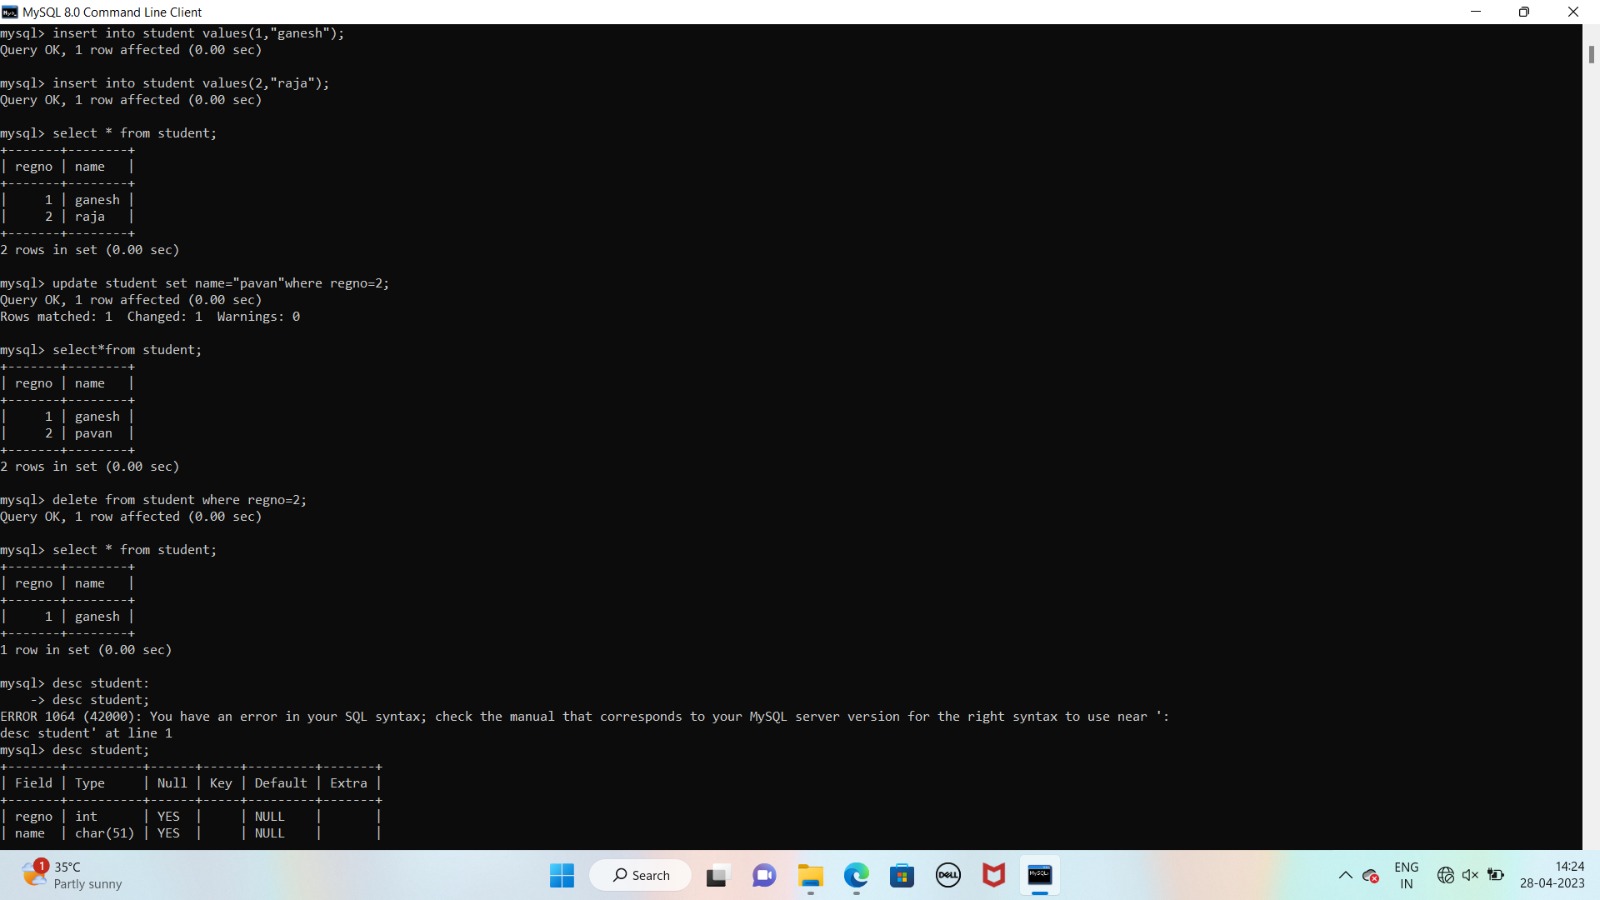 MySQL 8.0 Command Line Client
mysql> insert into student values(1,"ganesh");
Query OK, 1 row affected (0.00 sec)
mysql> insert into student values(2,"raja");
Query OK, 1 row affected (0.00 sec)
mysql> select * from student;
+-------+--------+
| regno | name   |
+-------+--------+
|     1 | ganesh |
|     2 | raja   |
+-------+--------+
2 rows in set (0.00 sec)
mysql> update student set name="pavan"where regno=2;
Query OK, 1 row affected (0.00 sec)
Rows matched: 1  Changed: 1  Warnings: 0
mysql> select*from student;
+-------+--------+
| regno | name   |
+-------+--------+
|     1 | ganesh |
|     2 | pavan  |
+-------+--------+
2 rows in set (0.00 sec)
mysql> delete from student where regno=2;
Query OK, 1 row affected (0.00 sec)
mysql> select * from student;
+-------+--------+
| regno | name   |
+-------+--------+
|     1 | ganesh |
+-------+--------+
1 row in set (0.00 sec)
mysql> desc student:
    -> desc student;
ERROR 1064 (42000): You have an error in your SQL syntax; check the manual that corresponds to your MySQL server version for the right syntax to use near ':
desc student' at line 1
mysql> desc student;
+-------+----------+------+-----+---------+-------+
| Field | Type     | Null | Key | Default | Extra |
+-------+----------+------+-----+---------+-------+
| regno | int      | YES  |     | NULL    |       |
| name  | char(51) | YES  |     | NULL    |       |
1
35°C
Partly sunny
Search
DELL
MySQL
ENG
IN
14:24
28-04-2023